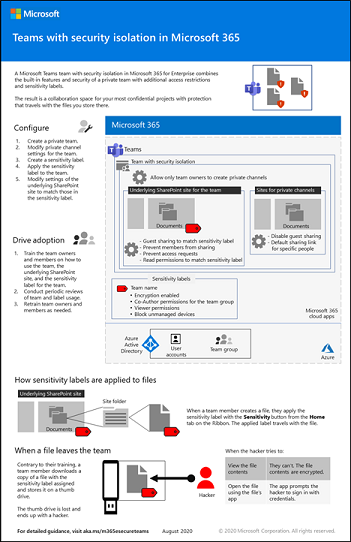 Microsoft
Teams with security isolation in Microsoft 365
A Microsoft Teams team with security isolation in Microsoft 365 for Enterprise combines
the built-in features and security of a private team with additional access restrictions
and sensitivity labels.
The result is a collaboration space for your most confidential projects with protection
that travels with the files you store there.
Configure
1. Create a private team.
2. Modify private channel
settings for the team.
3. Create a sensitivity label.
4. Apply the sensitivity
label to the team.
5. Modify settings of the
underlying SharePoint
site to match those in
the sensitivity label.
Drive adoption
1. Train the team owners
and members on how to
use the team, the
underlying SharePoint
site, and the sensitivity
label for the team.
2. Conduct periodic reviews
of team and label usage.
3. Retrain team owners and
members as needed.
Microsoft 365
Teams
Team with security isolation
Allow only team owners to create private channels
Underlying SharePoint site for the team
Documents
- Guest sharing to match sensitivity label
- Prevent members from sharing
- Prevent access requests
- Read permissions to match sensitivity label
Sites for private channels
Documents
- Disable guest sharing
- Default sharing link
for specific people
Sensitivity labels
Team name
• Encryption enabled
• Co-Author permissions for the team group
• Viewer permissions
• Block unmanaged devices
Microsoft 365
cloud apps
Azure
Active
Directory
User
accounts
Team group
Azure
How sensitivity labels are applied to files
Underlying SharePoint site
Documents
Site folder
When a team member creates a file, they apply the
sensitivity label with the Sensitivity button from the Home
tab on the Ribbon. The applied label travels with the file.
When a file leaves the team
Contrary to their training, a
team member downloads a
copy of a file with the
sensitivity label assigned
and stores it on a thumb
drive.
The thumb drive is lost and
ends up with a hacker.
Hacker
When the hacker tries to:
View the file
contents
They can't. The file
contents are encrypted.
Open the file
using the file's
app
The app prompts the
hacker to sign in with
credentials.
For detailed guidance, visit aka.ms/m365secureteams
August 2020
© 2020 Microsoft Corporation. All rights reserved.